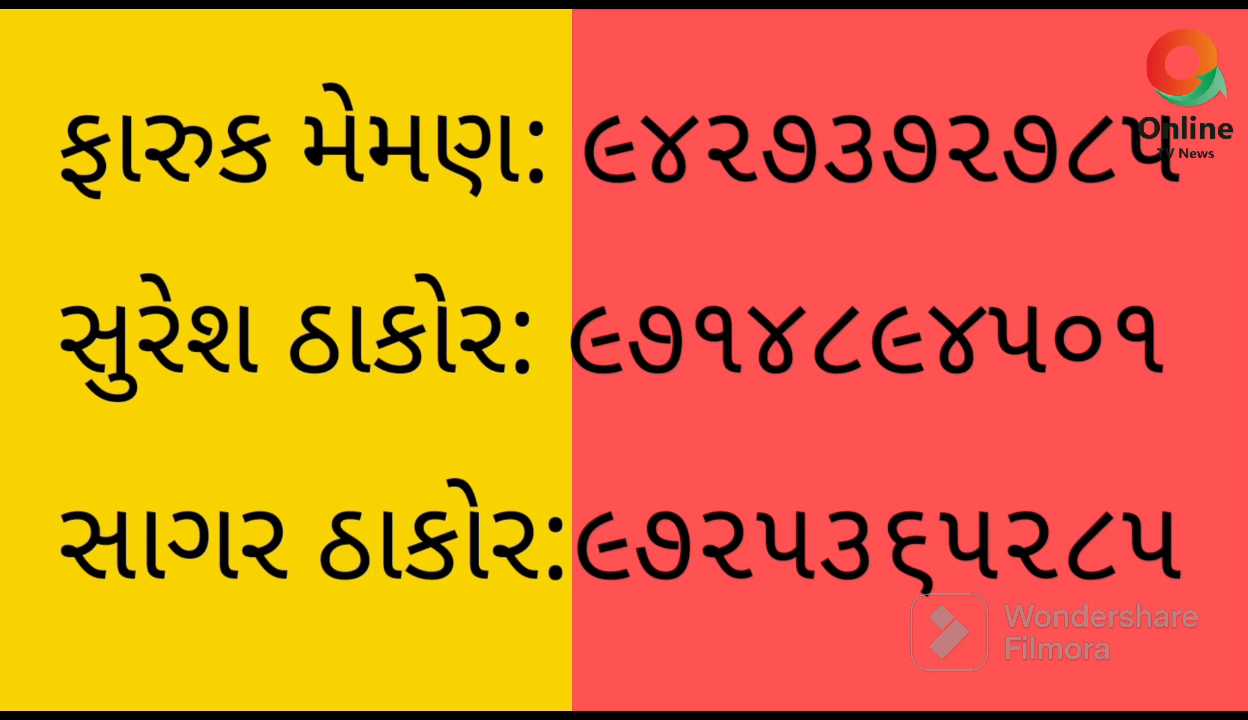 ફારુક મેમણ: ૯૪૨૭૩૭૨૭૮૫
Online
TV News
સુરેશ ઠાકોર: ૯૭૧૪૮૯૪૫૦૧
સાગર ઠાકોર:૯૭૨૫૩૬૫૨૮૫
Wondershare
Filmora